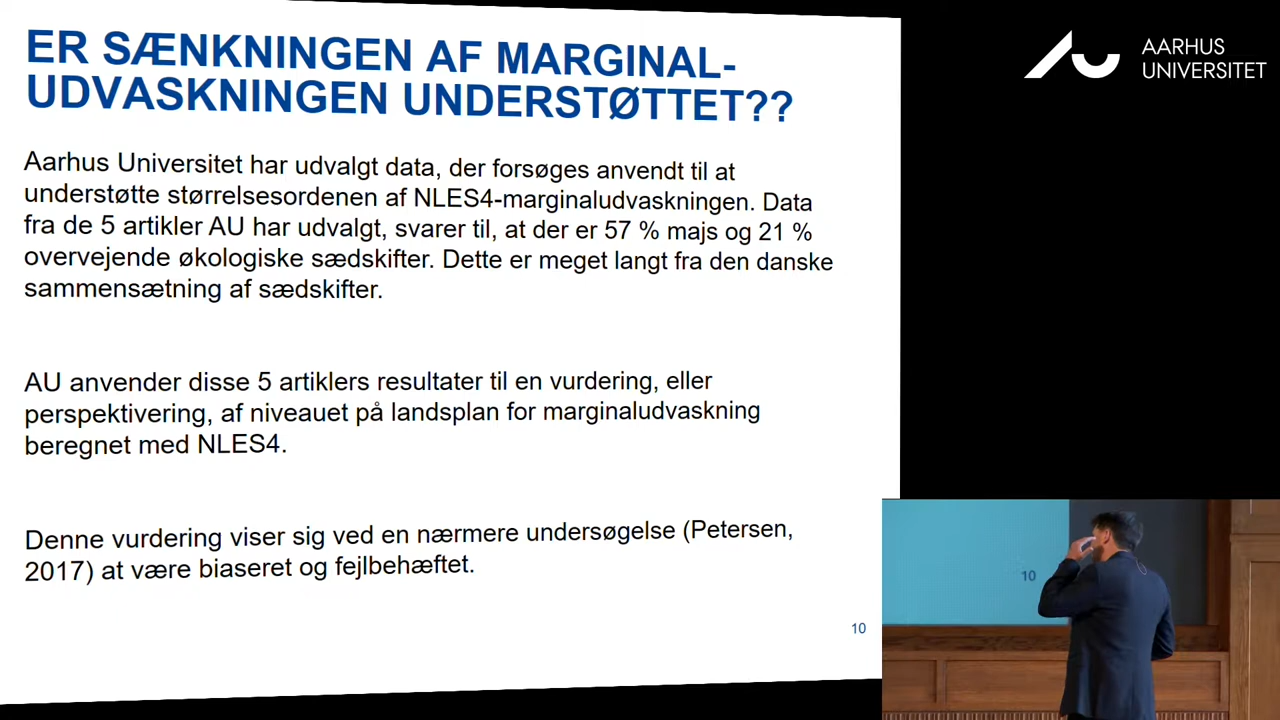 ER SÆNKNINGEN AF MARGINAL-
UDVASKNINGEN UNDERSTØTTET??
Aarhus Universitet har udvalgt data, der forsøges anvendt til at
understøtte størrelsesordenen af NLES4-marginaludvaskningen. Data
fra de 5 artikler AU har udvalgt, svarer til, at der er 57 % majs og 21 %
overvejende økologiske sædskifter. Dette er meget langt fra den danske
sammensætning af sædskifter.
AU anvender disse 5 artiklers resultater til en vurdering, eller
perspektivering, af niveauet på landsplan for marginaludvaskning
beregnet med NLES4.
Denne vurdering viser sig ved en nærmere undersøgelse (Petersen,
2017) at være biaseret og fejlbehæftet.
10
AARHUS
UNIVERSITET
10